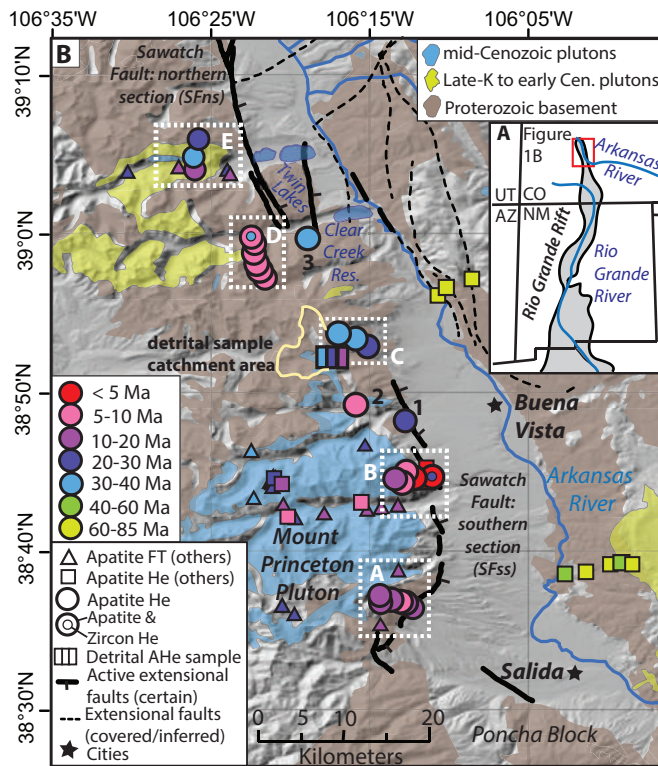 106°35'W
106°25'W
106°15'W
106°05'W
B
Sawatch
Fault: northern
section (SFns)
mid-Cenozoic plutons
Late-K to early Cen. plutons
Proterozoic basement
39°10'N
A
Figure
1B
Arkansas
River
UT
CO
AZ
NM
Rio Grande Rift
Rio
Grande
River
E
Twin
Lakes
39°0'N
D
3
Clear
Creek
Res.
detrital sample
catchment area
C
38°50'N
2
1
Buena
Vista
< 5 Ma
5-10 Ma
10-20 Ma
20-30 Ma
30-40 Ma
40-60 Ma
60-85 Ma
B
Sawatch
Fault:
southern
section
(SFss)
Arkansas
River
38°40'N
Mount
Princeton
Pluton
A
Apatite FT (others)
Apatite He (others)
Apatite He
Apatite &
Zircon He
Detrital AHe sample
Active extensional
faults (certain)
Extensional faults
(covered/inferred)
Cities
38°30'N
Salida
0 10 20
Kilometers
Poncha Block